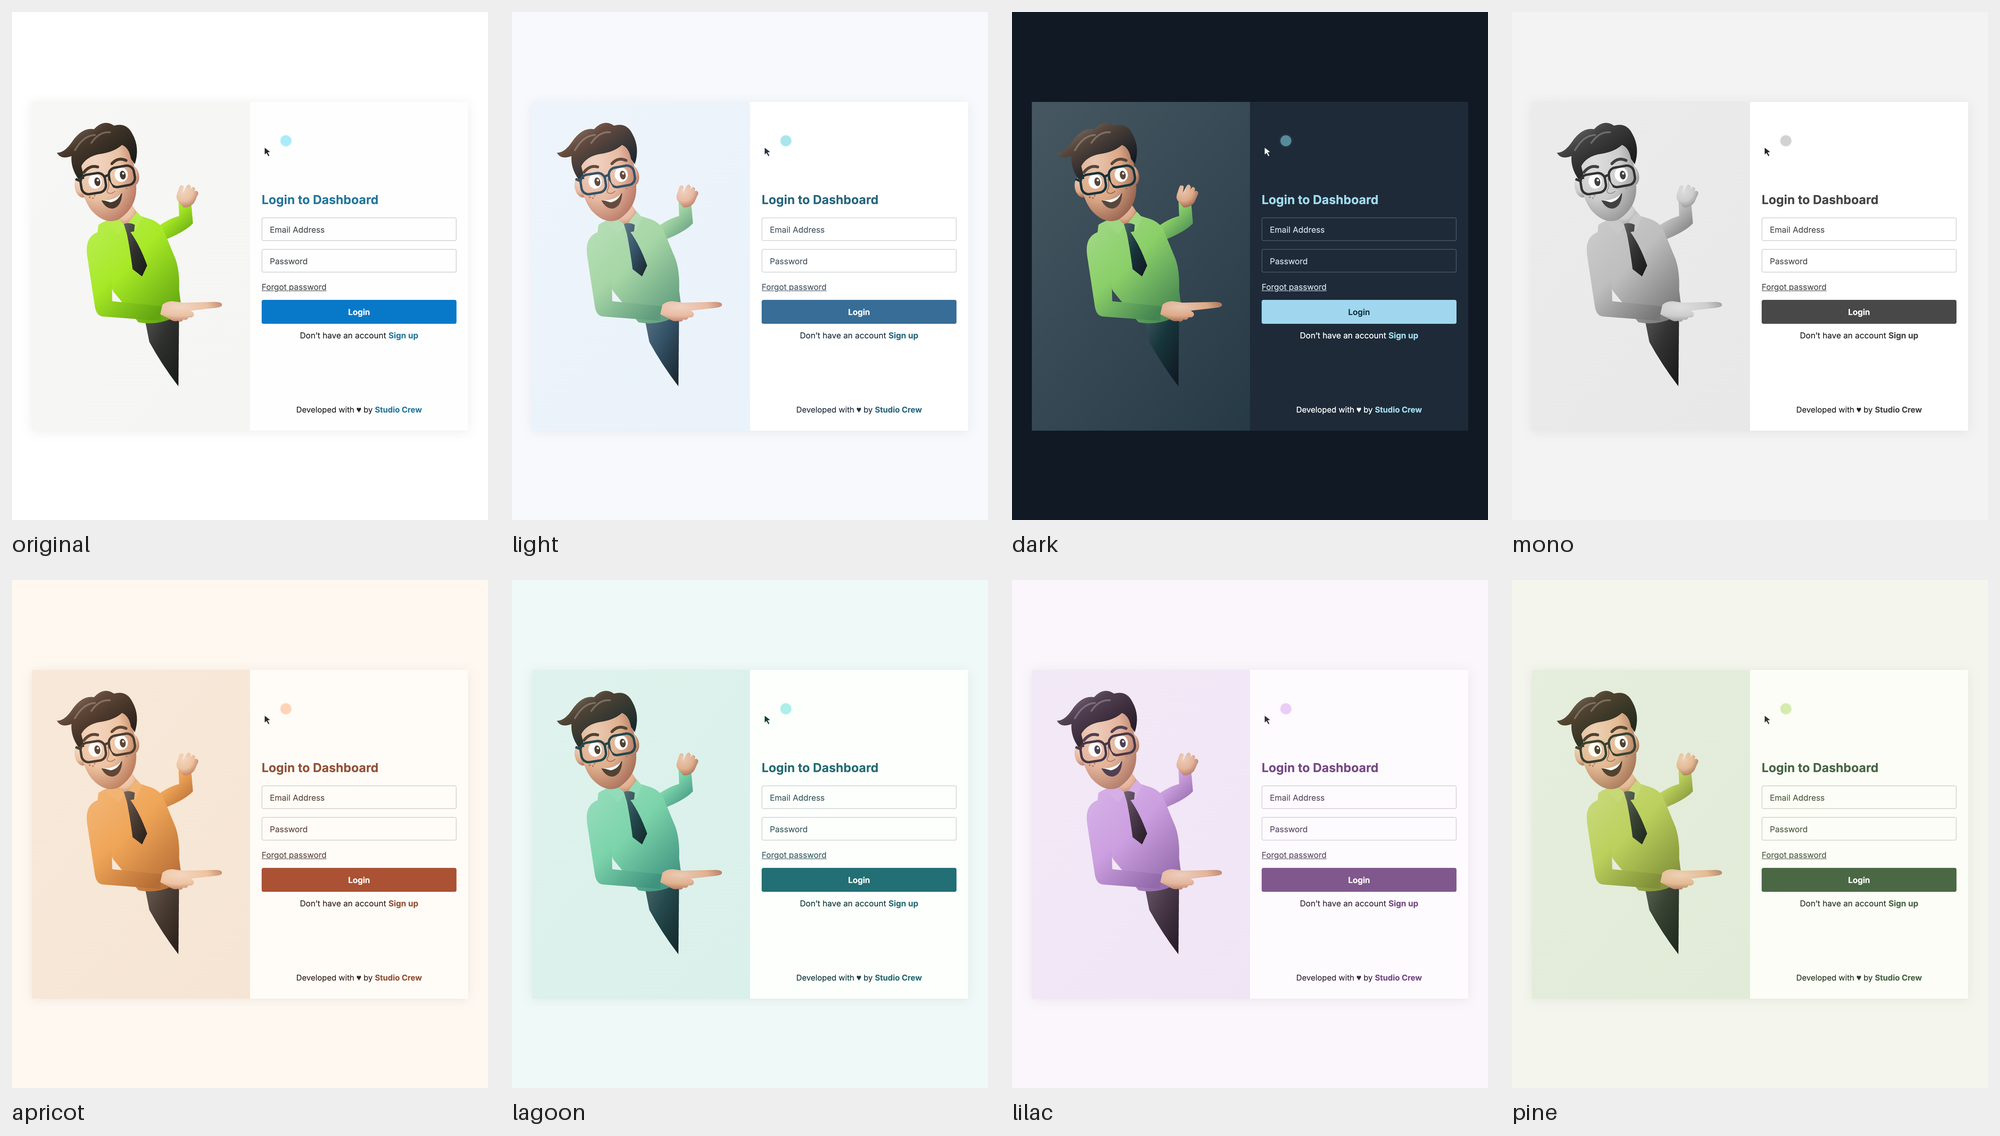 Login to Dashboard
Email Address
Password
Forgot password
Login
Don't have an account Sign up
Developed with ♥ by Studio Crew
original
Login to Dashboard
Email Address
Password
Forgot password
Login
Don't have an account Sign up
Developed with ♥ by Studio Crew
light
Login to Dashboard
Email Address
Password
Forgot password
Login
Don't have an account Sign up
Developed with ♥ by Studio Crew
dark
Login to Dashboard
Email Address
Password
Forgot password
Login
Don't have an account Sign up
Developed with ♥ by Studio Crew
mono
Login to Dashboard
Email Address
Password
Forgot password
Login
Don't have an account Sign up
Developed with ♥ by Studio Crew
apricot
Login to Dashboard
Email Address
Password
Forgot password
Login
Don't have an account Sign up
Developed with ♥ by Studio Crew
lagoon
Login to Dashboard
Email Address
Password
Forgot password
Login
Don't have an account Sign up
Developed with ♥ by Studio Crew
lilac
Login to Dashboard
Email Address
Password
Forgot password
Login
Don't have an account Sign up
Developed with ♥ by Studio Crew
pine